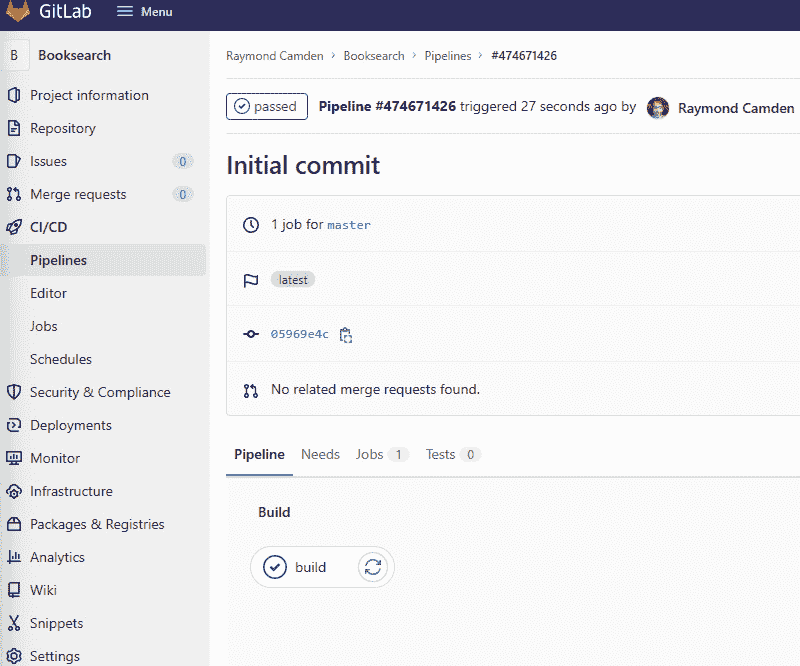 GitLab Menu
B Booksearch
Project information
Repository
Issues 0
Merge requests 0
CI/CD
Pipelines
Editor
Jobs
Schedules
Security & Compliance
Deployments
Monitor
Infrastructure
Packages & Registries
Analytics
Wiki
Snippets
Settings
Raymond Camden › Booksearch › Pipelines › #474671426
passed Pipeline #474671426 triggered 27 seconds ago by Raymond Camden
Initial commit
1 job for master
latest
05969e4c
No related merge requests found.
Pipeline Needs Jobs 1 Tests 0
Build
build